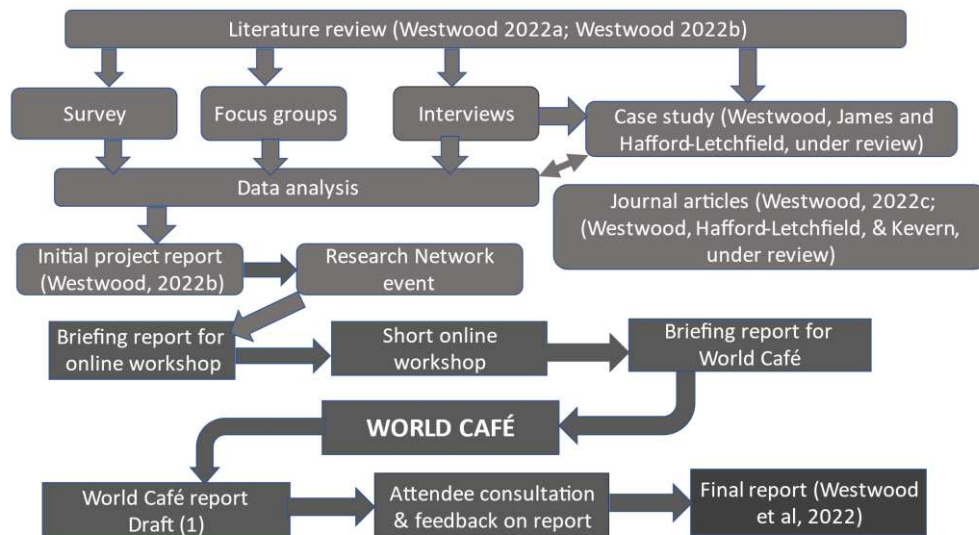 Literature review (Westwood 2022a; Westwood 2022b)
Survey
Focus groups
Interviews
Case study (Westwood, James and
Hafford-Letchfield, under review)
Data analysis
Journal articles (Westwood, 2022c;
(Westwood, Hafford-Letchfield, & Kevern,
under review)
Initial project report
(Westwood, 2022b)
Research Network
event
Briefing report for
online workshop
Short online
workshop
Briefing report for
World Café
WORLD CAFÉ
World Café report
Draft (1)
Attendee consultation
& feedback on report
Final report (Westwood
et al, 2022)